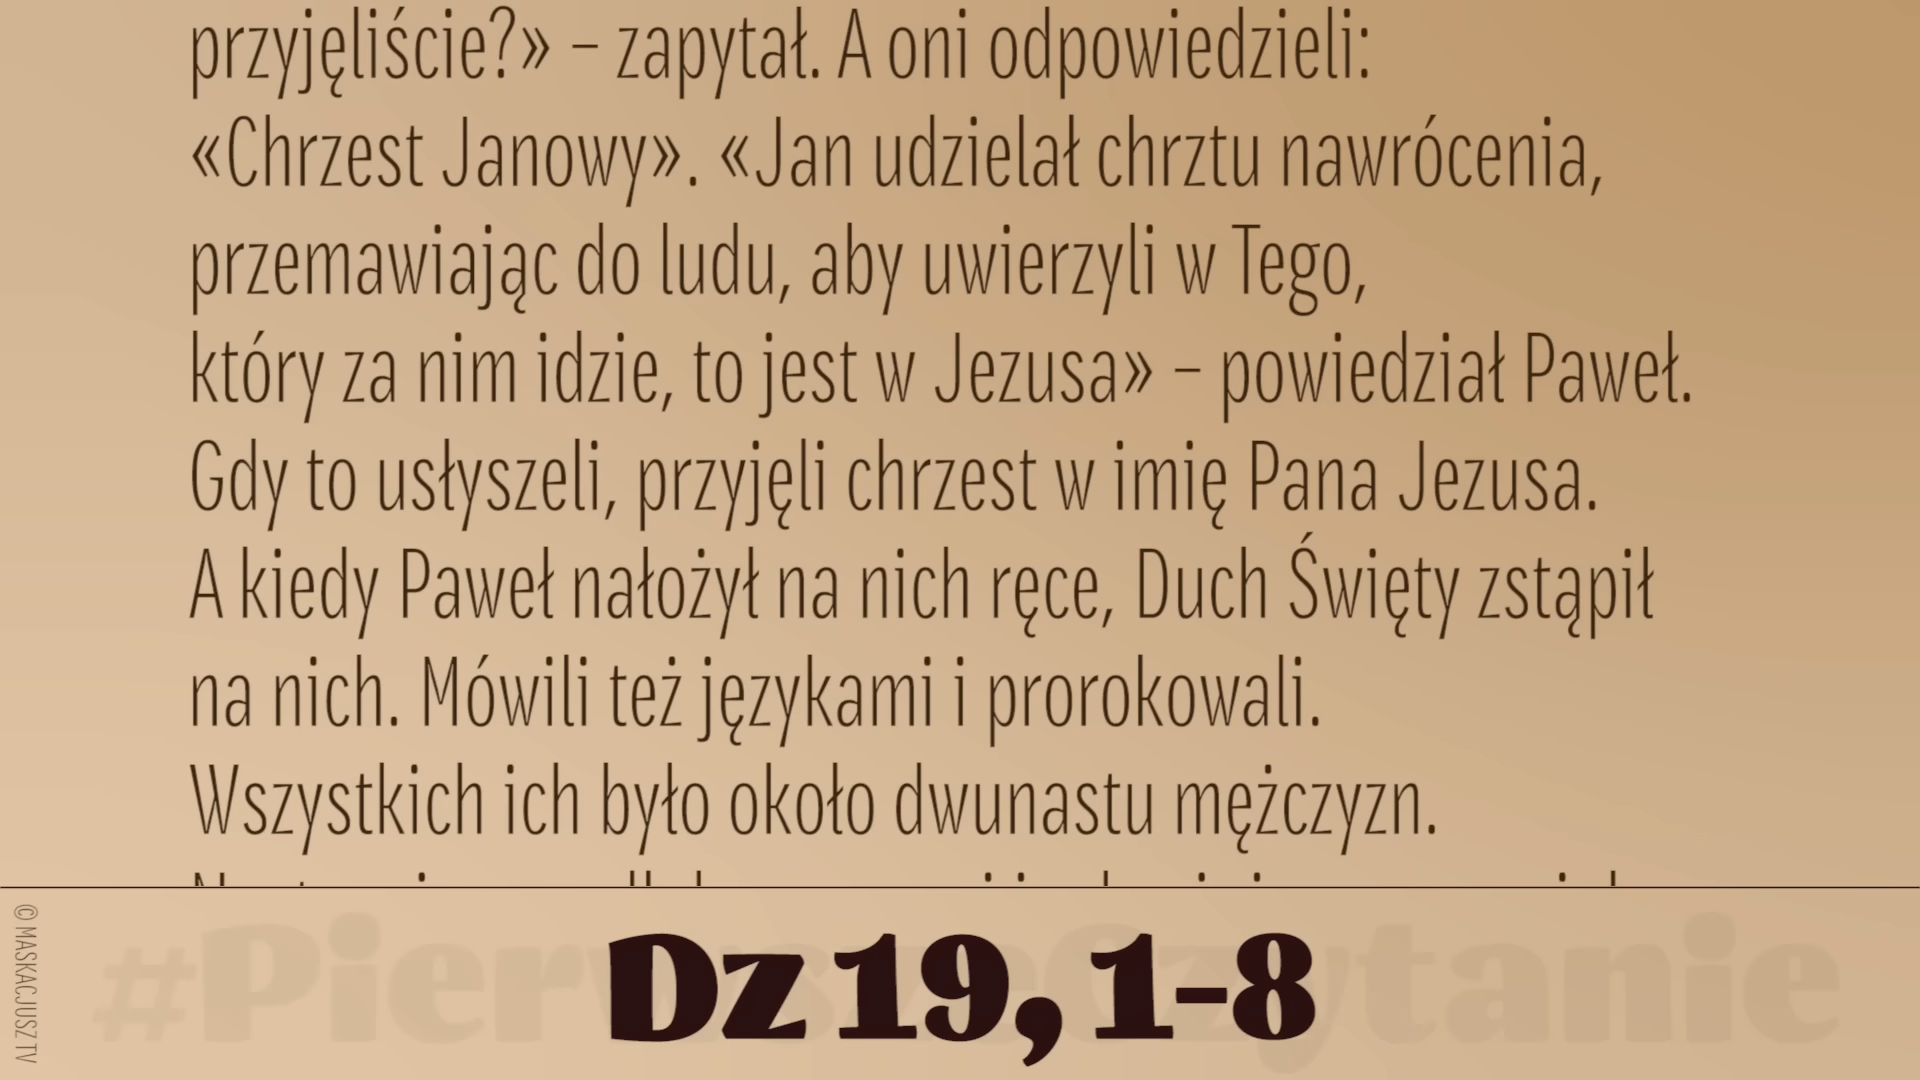 przyjęliście?» – zapytał. A oni odpowiedzieli:
«Chrzest Janowy». «Jan udzielał chrztu nawrócenia,
przemawiając do ludu, aby uwierzyli w Tego,
który za nim idzie, to jest w Jezusa» – powiedział Paweł.
Gdy to usłyszeli, przyjęli chrzest w imię Pana Jezusa.
A kiedy Paweł nałożył na nich ręce, Duch Święty zstąpił
na nich. Mówili też językami i prorokowali.
Wszystkich ich było około dwunastu mężczyzn.
#PierwszeCzytanie
Dz 19, 1-8
© MASKACJUSZ TV